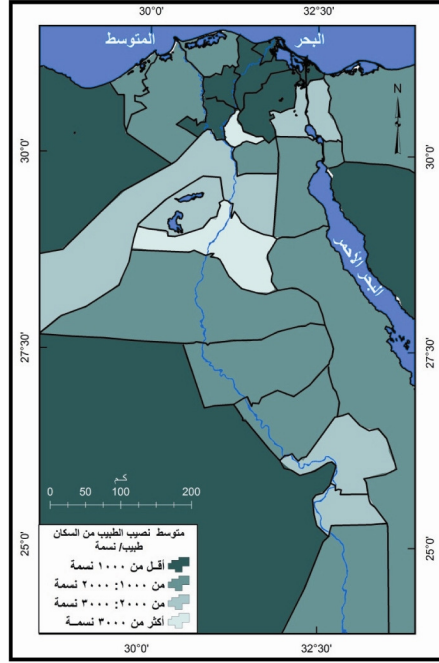 30°0' 32°30'
المتوسط البحر
N
30°0' 30°0'
البحر الأحمر
27°30' 27°30'
كم
0 50 100 200
متوسط نصيب الطبيب من السكان
طبيب/ نسمة
أقل من ١٠٠٠ نسمة
من ١٠٠٠: ٢٠٠٠ نسمة
من ٢٠٠٠: ٣٠٠٠ نسمة
أكثر من ٣٠٠٠ نسمة
25°0' 25°0'
30°0' 32°30'